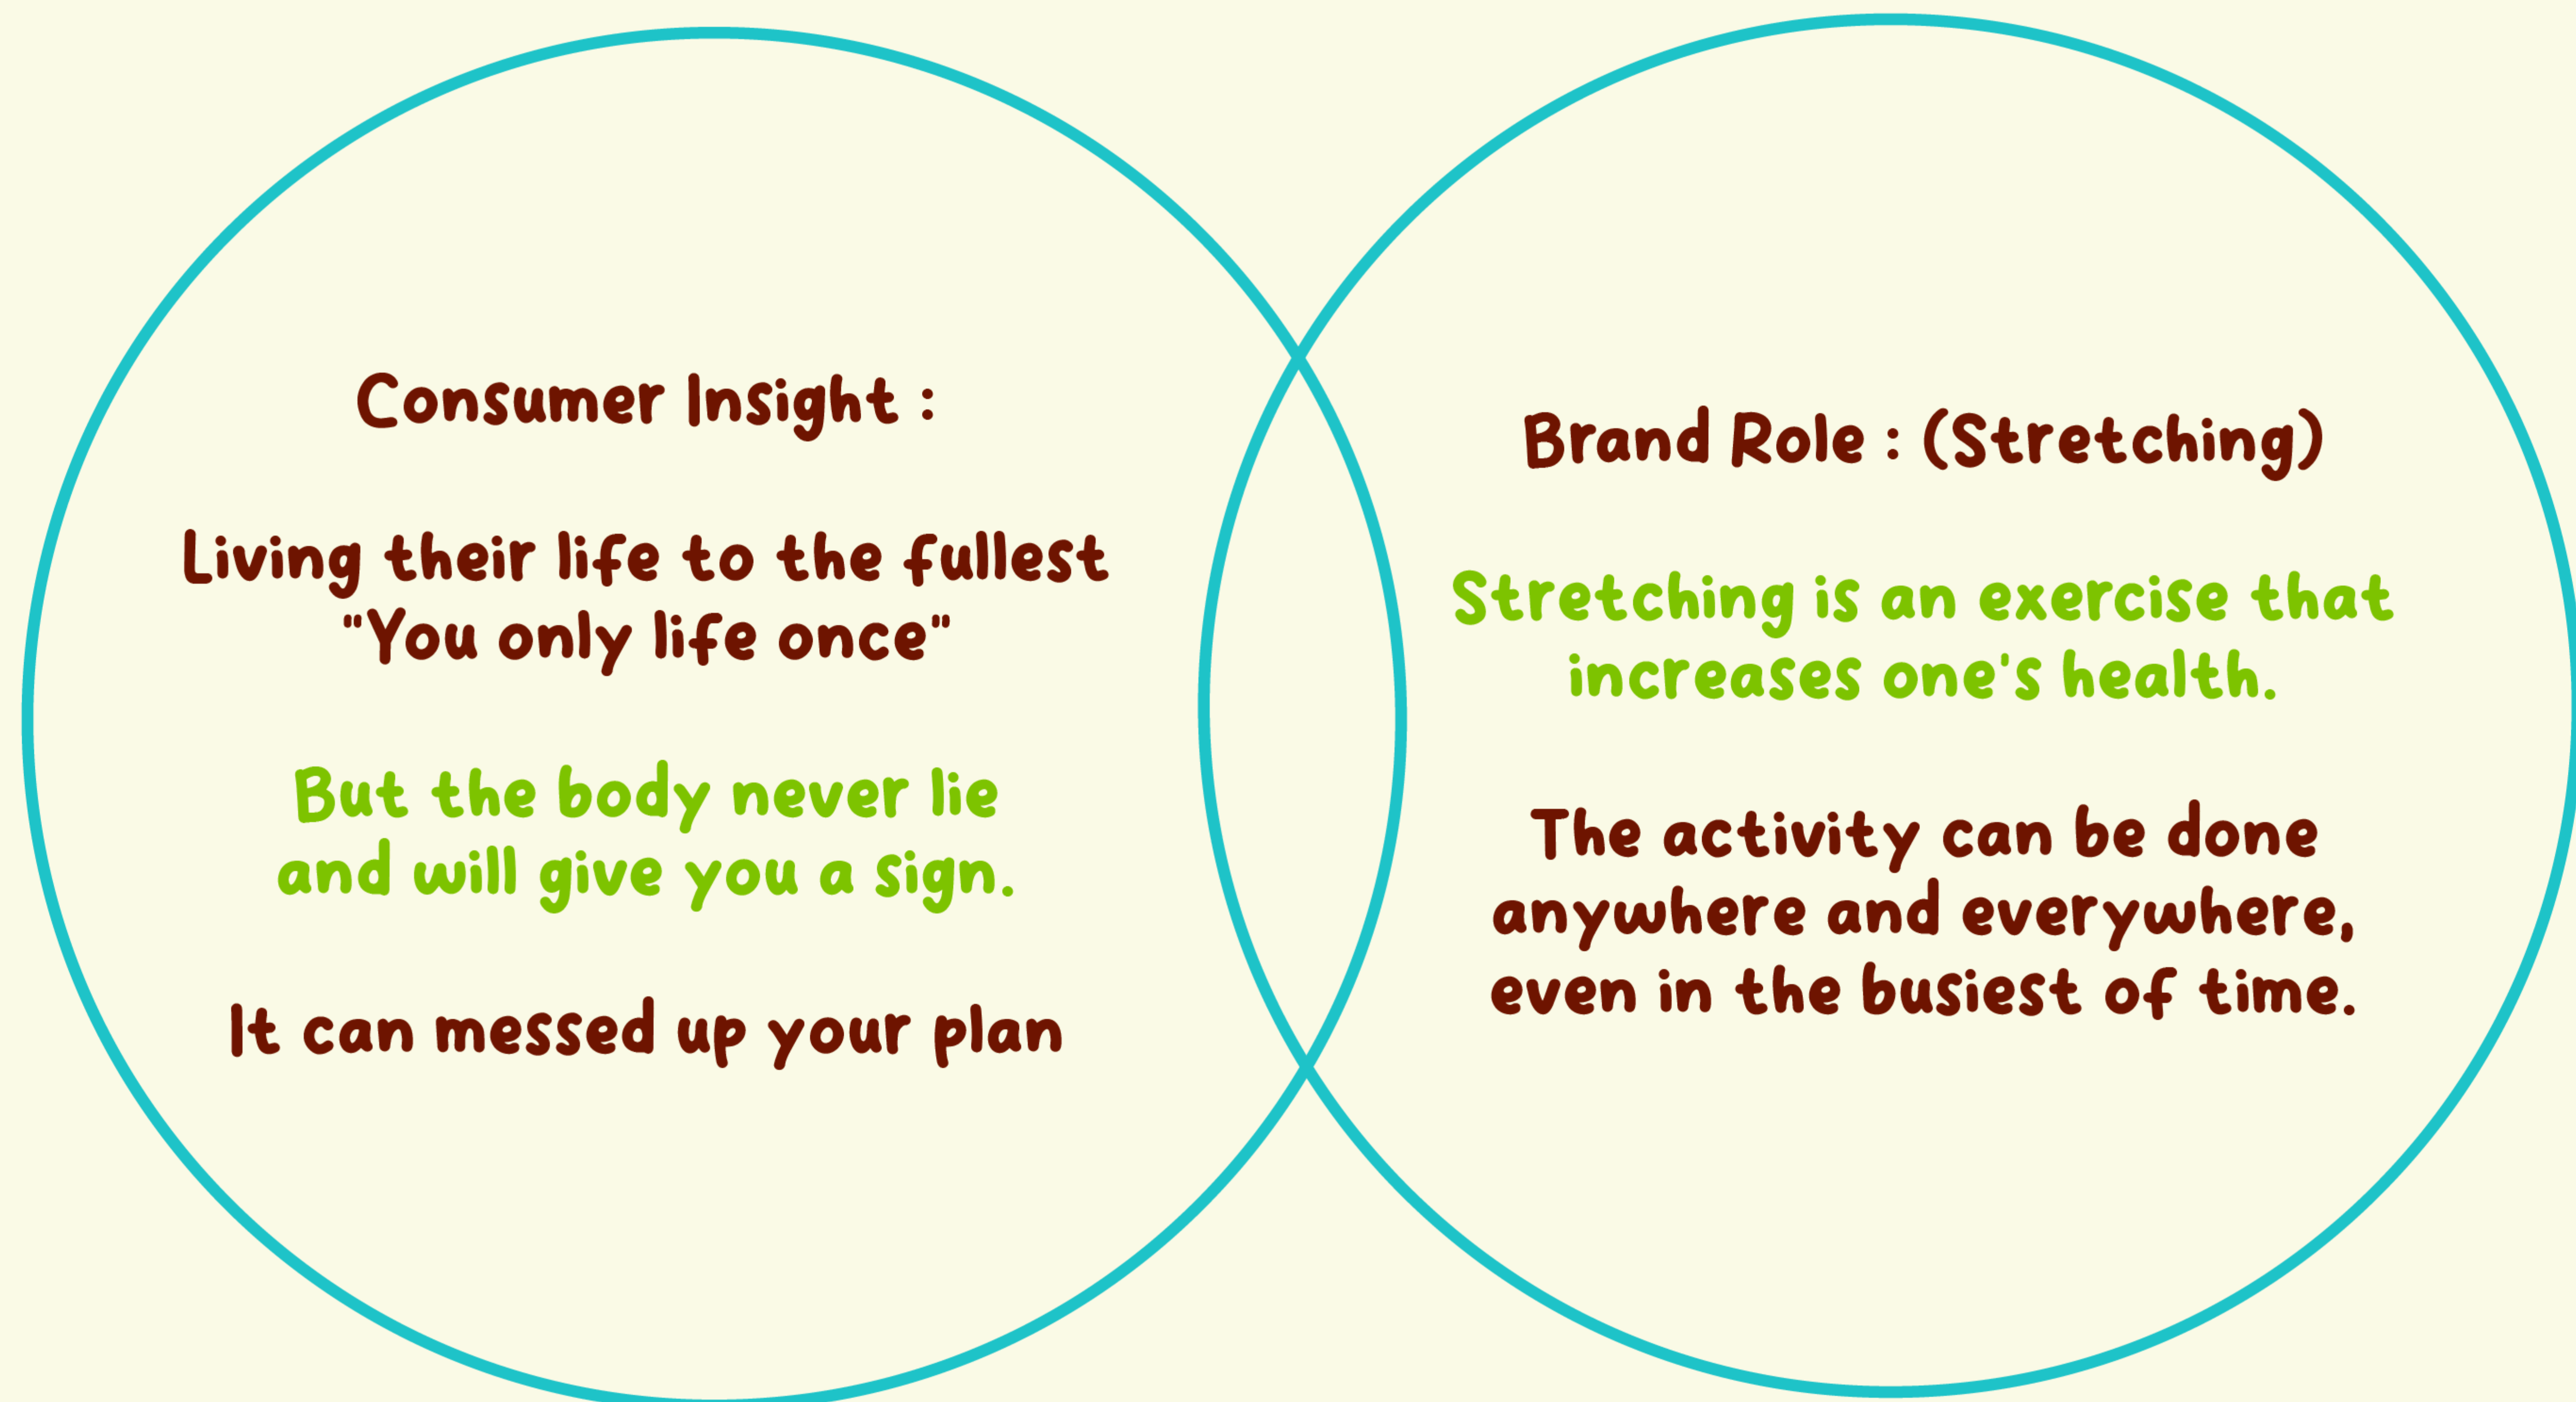 Consumer Insight :
Living their life to the fullest
"You only life once"
But the body never lie
and will give you a sign.
It can messed up your plan
Brand Role : (Stretching)
Stretching is an exercise that
increases one's health.
The activity can be done
anywhere and everywhere,
even in the busiest of time.